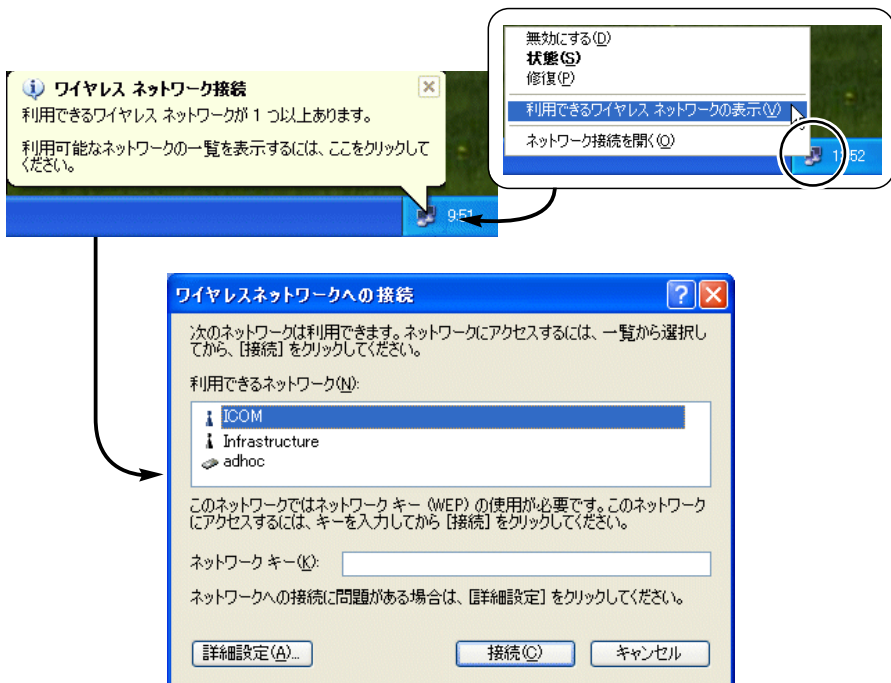 ワイヤレス ネットワーク接続
利用できるワイヤレス ネットワークが 1 つ以上あります。
利用可能なネットワークの一覧を表示するには、ここをクリックして
ください。
9:51
無効にする(D)
状態(S)
修復(P)
利用できるワイヤレス ネットワークの表示(V)
ネットワーク接続を開く(O)
52
ワイヤレスネットワークへの接続
次のネットワークは利用できます。ネットワークにアクセスするには、一覧から選択し
てから、[接続] をクリックしてください。
利用できるネットワーク(N):
ICOM
Infrastructure
adhoc
このネットワークではネットワーク キー (WEP) の使用が必要です。このネットワーク
にアクセスするには、キーを入力してから [接続] をクリックしてください。
ネットワーク キー(K):
ネットワークへの接続に問題がある場合は、[詳細設定] をクリックしてください。
詳細設定(A)...
接続(C)
キャンセル